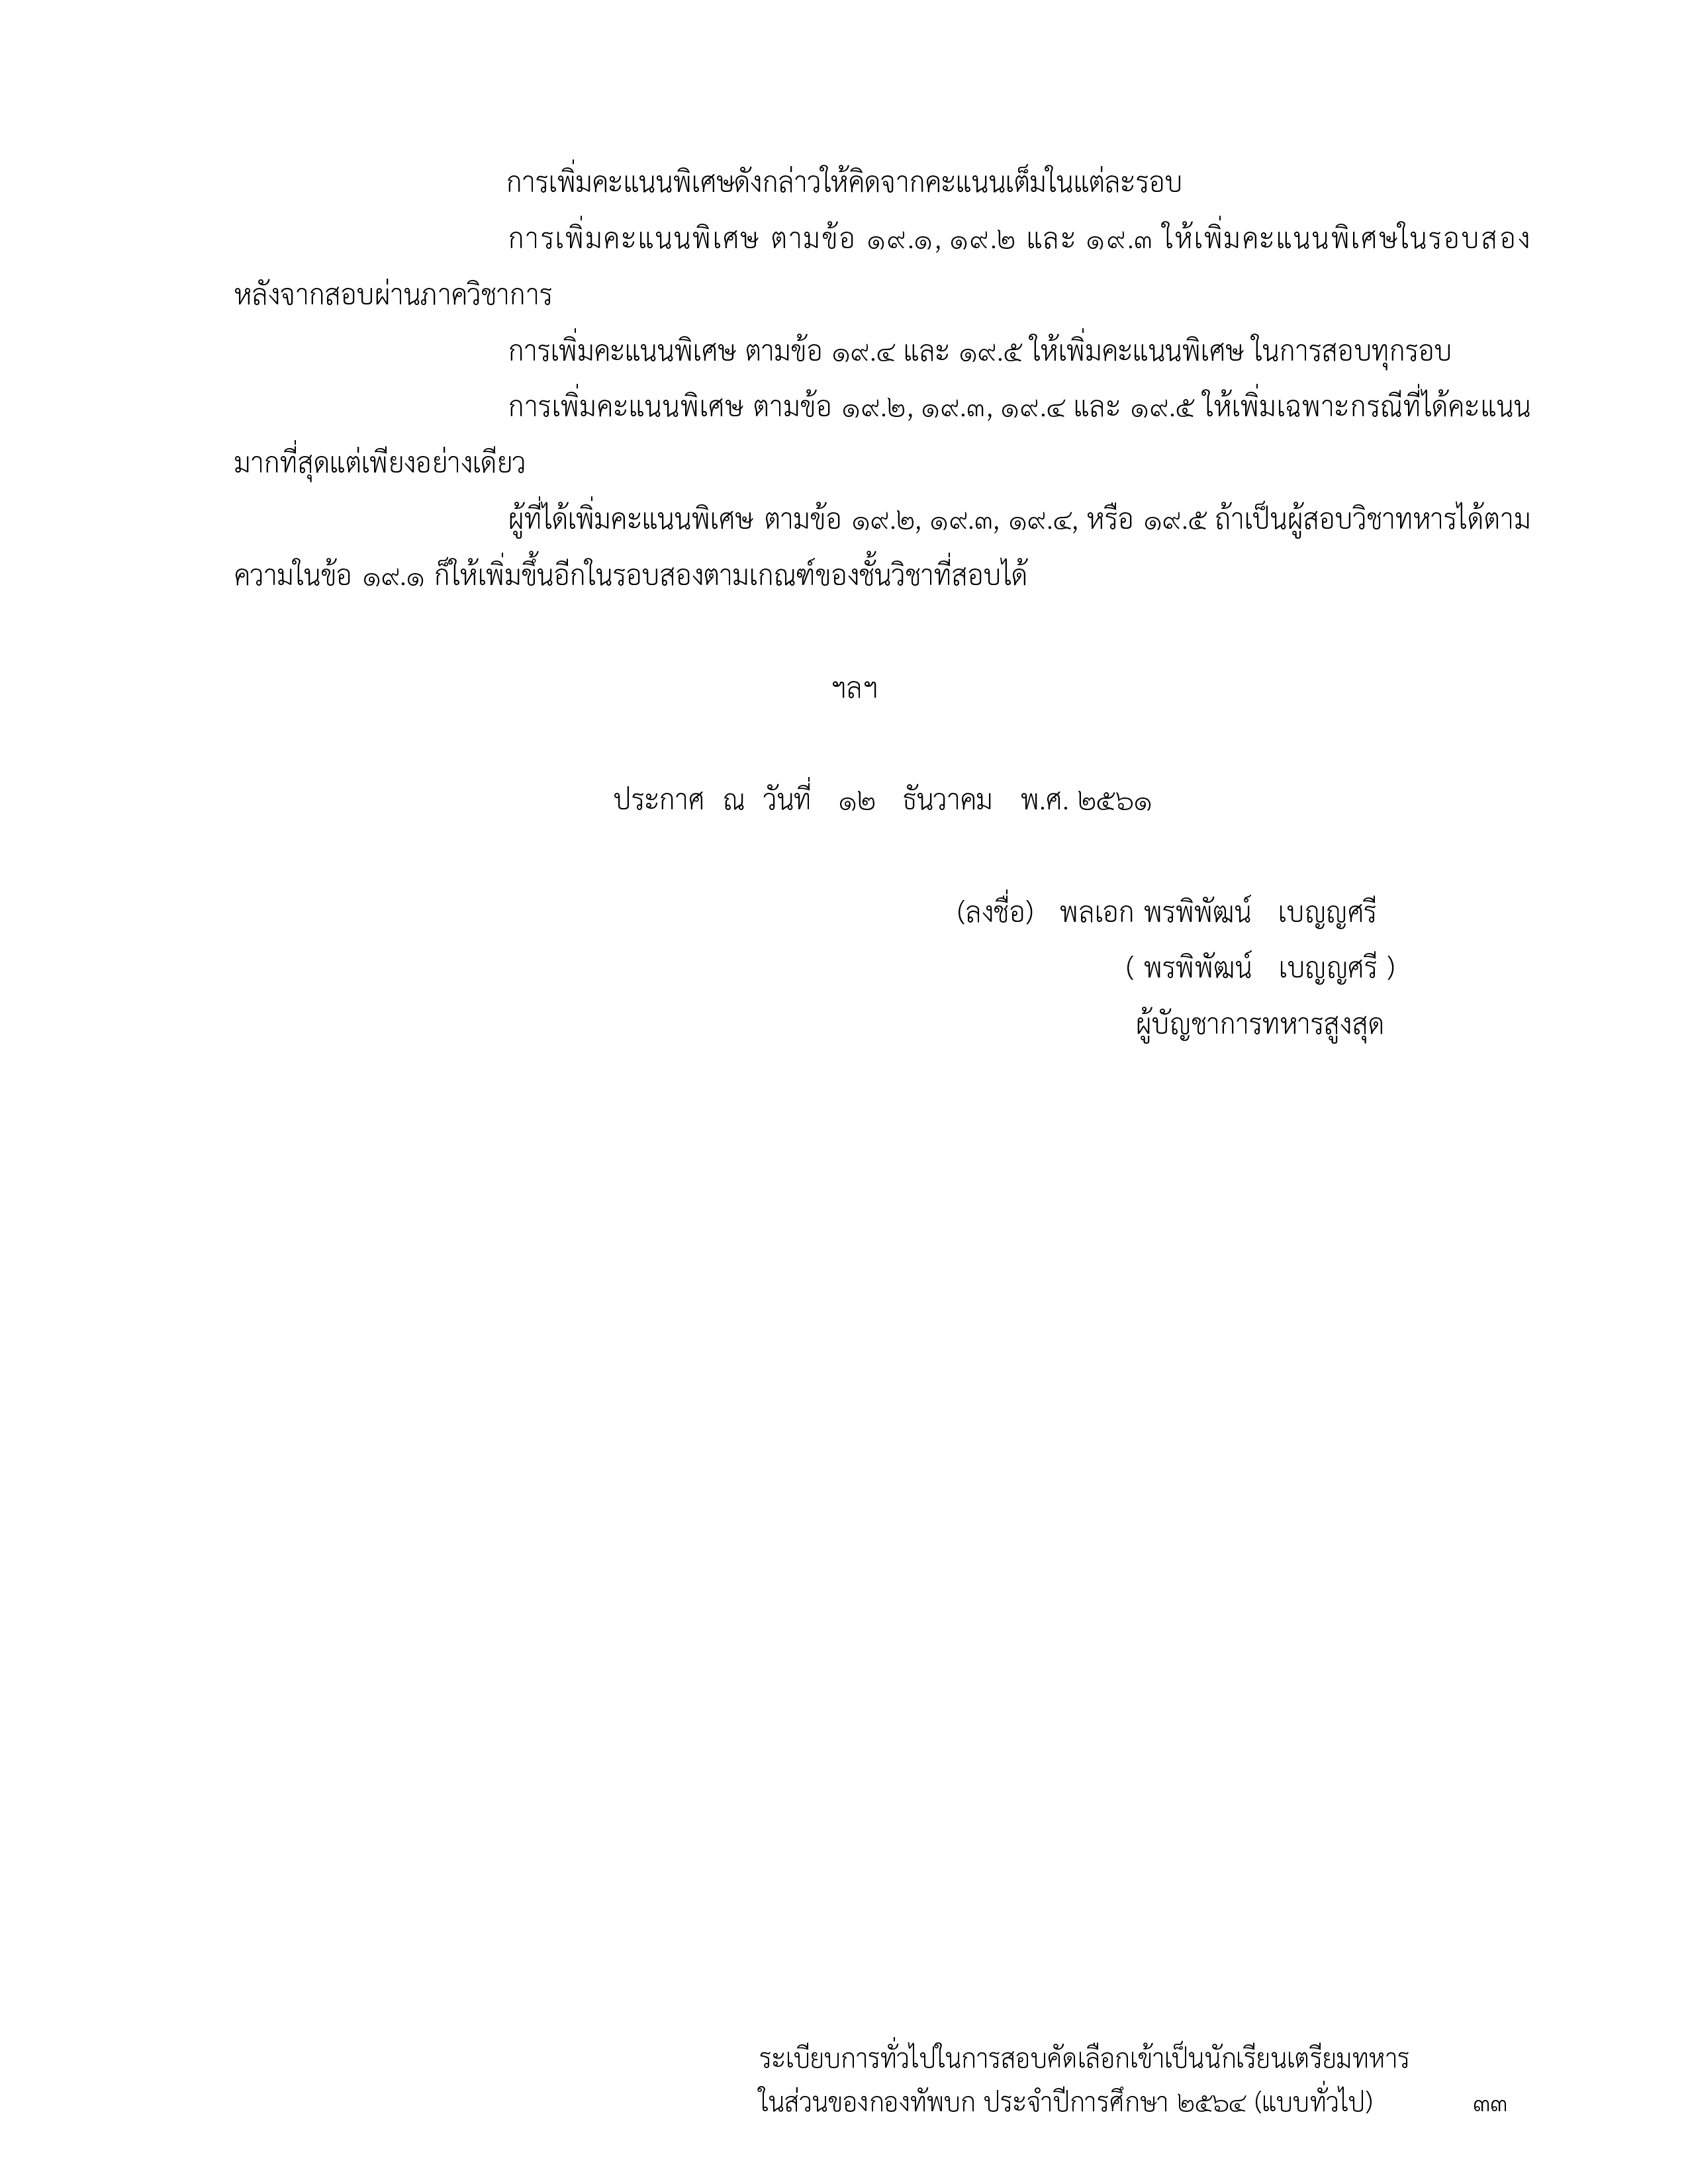 การเพิ่มคะแนนพิเศษดังกล่าวให้คิดจากคะแนนเต็มในแต่ละรอบ
การเพิ่มคะแนนพิเศษ ตามข้อ ๑๙.๑, ๑๙.๒ และ ๑๙.๓ ให้เพิ่มคะแนนพิเศษในรอบสอง
หลังจากสอบผ่านภาควิชาการ
การเพิ่มคะแนนพิเศษ ตามข้อ ๑๙.๔ และ ๑๙.๕ ให้เพิ่มคะแนนพิเศษ ในการสอบทุกรอบ
การเพิ่มคะแนนพิเศษ ตามข้อ ๑๙.๒, ๑๙.๓, ๑๙.๔ และ ๑๙.๕ ให้เพิ่มเฉพาะกรณีที่ได้คะแนน
มากที่สุดแต่เพียงอย่างเดียว
ผู้ที่ได้เพิ่มคะแนนพิเศษ ตามข้อ ๑๙.๒, ๑๙.๓, ๑๙.๔, หรือ ๑๙.๕ ถ้าเป็นผู้สอบวิชาทหารได้ตาม
ความในข้อ ๑๙.๑ ก็ให้เพิ่มขึ้นอีกในรอบสองตามเกณฑ์ของชั้นวิชาที่สอบได้
ฯลฯ
ประกาศ ณ วันที่ ๑๒ ธันวาคม พ.ศ. ๒๕๖๑
(ลงชื่อ) พลเอก พรพิพัฒน์ เบญญศรี
( พรพิพัฒน์ เบญญศรี )
ผู้บัญชาการทหารสูงสุด
ระเบียบการทั่วไปในการสอบคัดเลือกเข้าเป็นนักเรียนเตรียมทหาร
ในส่วนของกองทัพบก ประจำปีการศึกษา ๒๕๖๔ (แบบทั่วไป) ๓๓